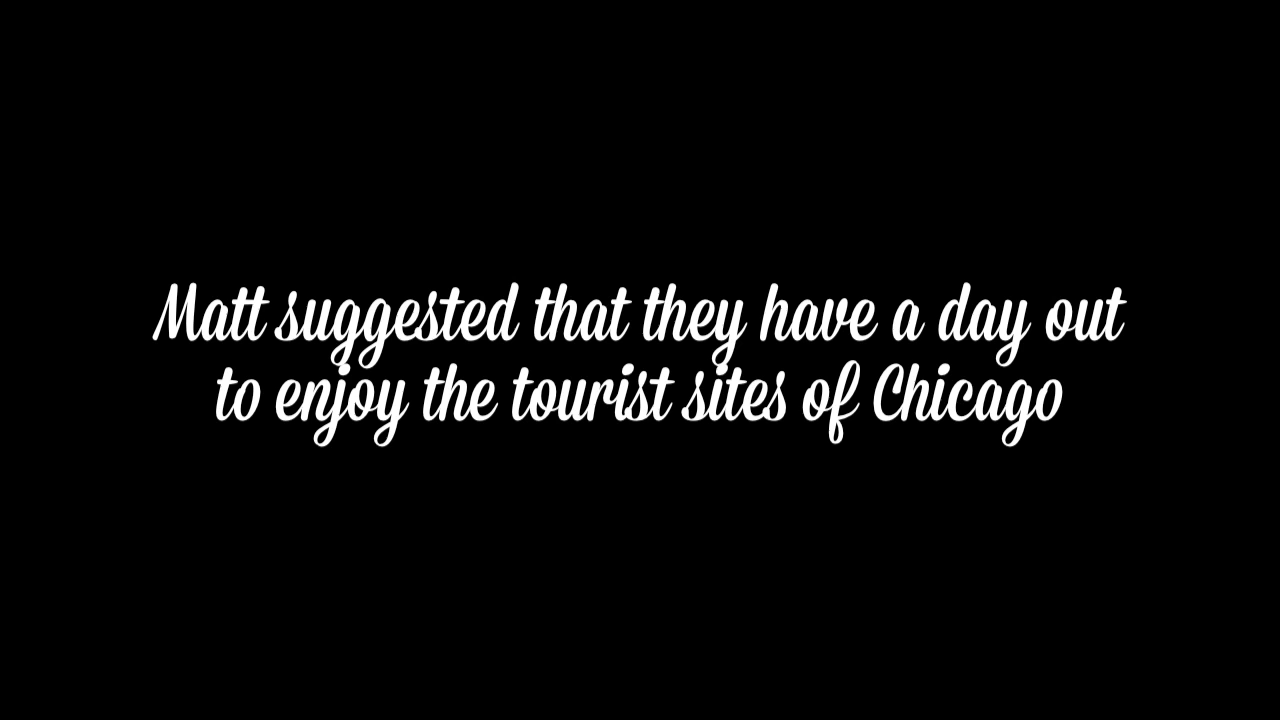 Matt suggested that they have a day out
to enjoy the tourist sites of Chicago